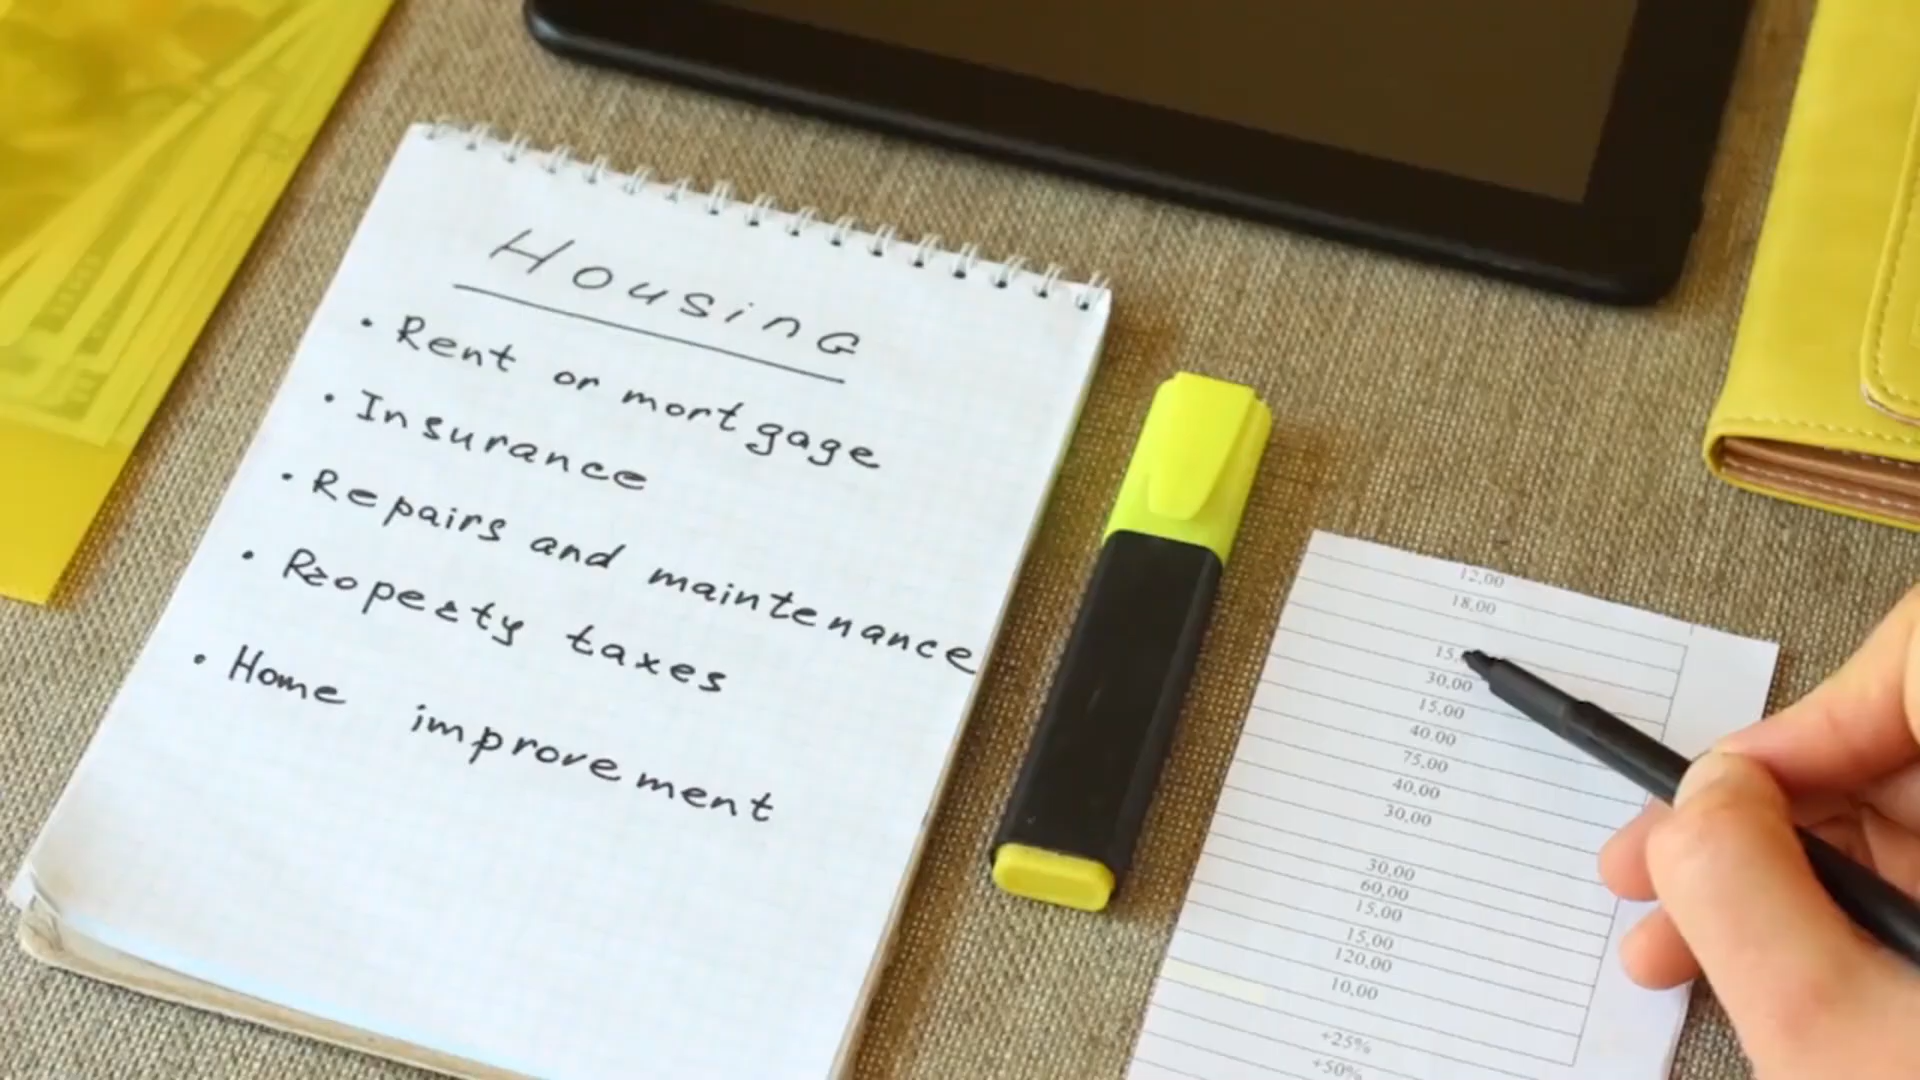 Housing
• Rent or mortgage
• Insurance
• Repairs and maintenance
• Property taxes
• Home improvement
12,00
18,00
15,
30,00
15,00
40,00
75,00
40,00
30,00
30,00
60,00
15,00
15,00
120,00
10,00
+25%
+50%